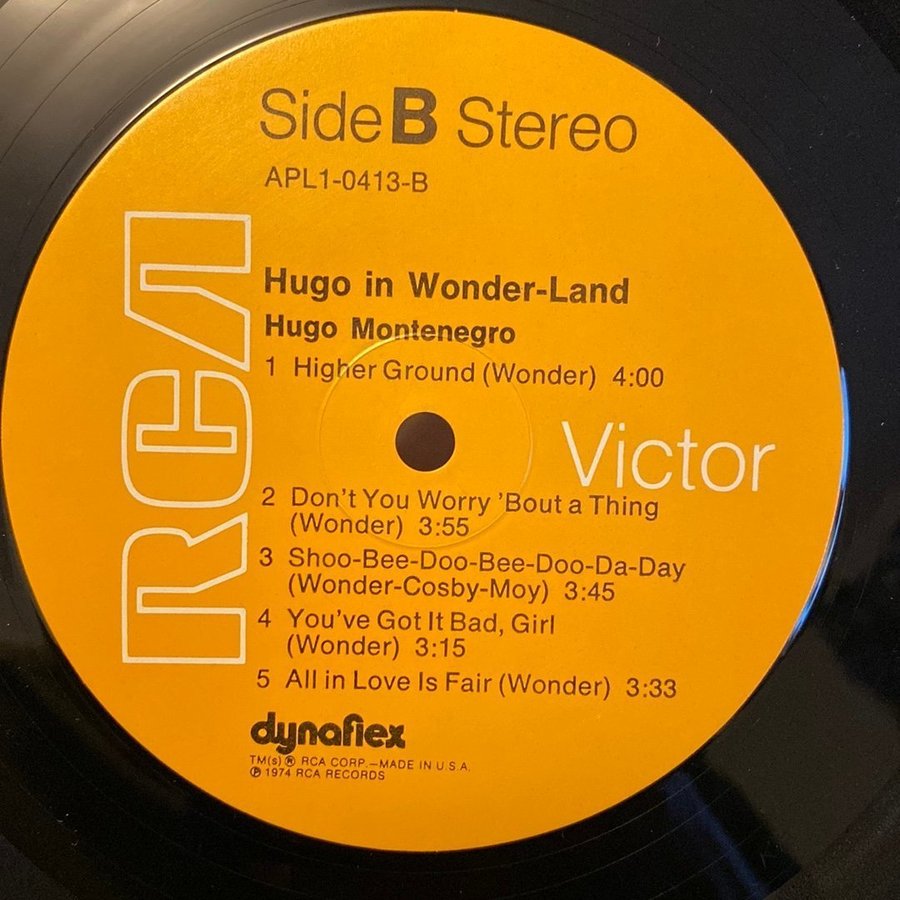 Side B Stereo
APL1-0413-B
RCA
Hugo in Wonder-Land
Hugo Montenegro
1 Higher Ground (Wonder) 4:00
Victor
2 Don't You Worry 'Bout a Thing
(Wonder) 3:55
3 Shoo-Bee-Doo-Bee-Doo-Da-Day
(Wonder-Cosby-Moy) 3:45
4 You've Got It Bad, Girl
(Wonder) 3:15
5 All in Love Is Fair (Wonder) 3:33
dynaflex
TM(s) ® RCA CORP.—MADE IN U.S.A.
℗ 1974 RCA RECORDS